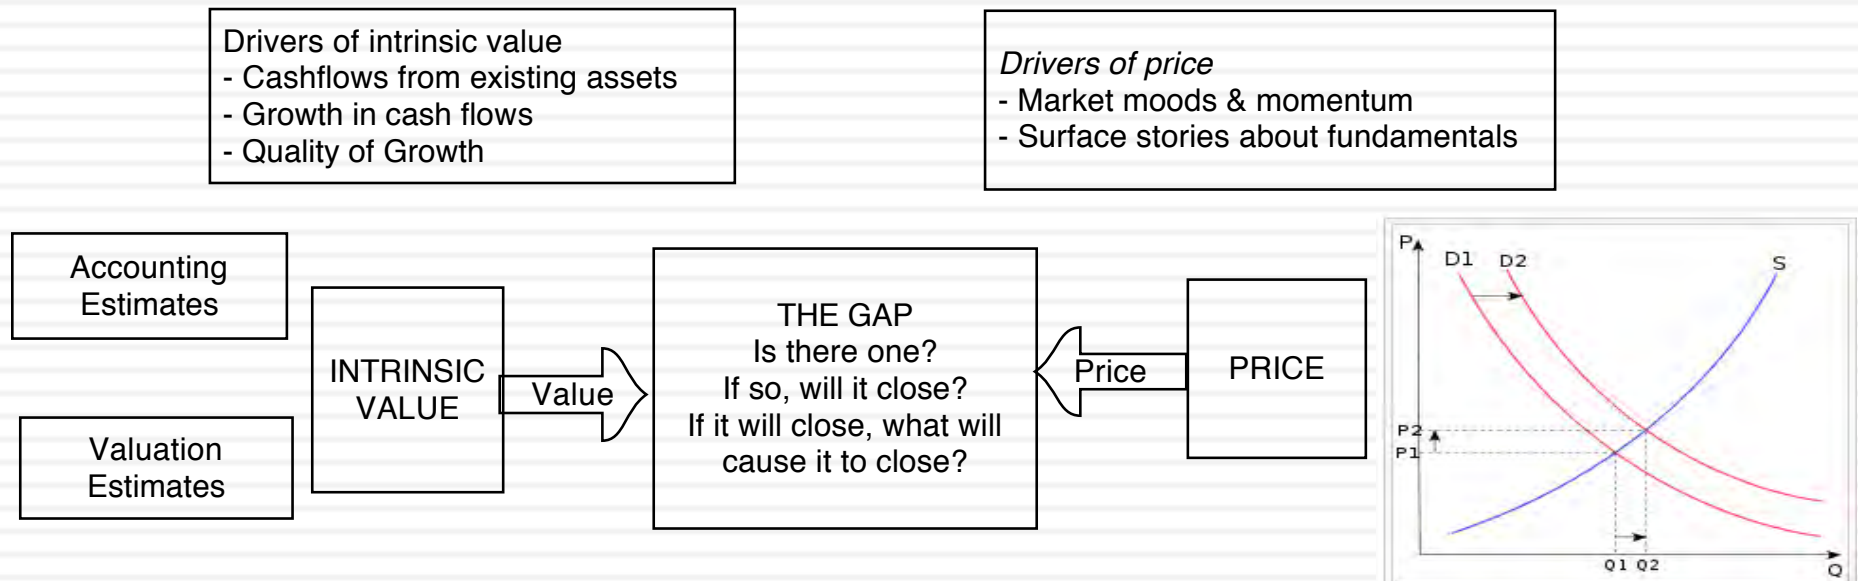 Drivers of intrinsic value
- Cashflows from existing assets
- Growth in cash flows
- Quality of Growth
Drivers of price
- Market moods & momentum
- Surface stories about fundamentals
Accounting
Estimates
Valuation
Estimates
INTRINSIC
VALUE
Value
THE GAP
Is there one?
If so, will it close?
If it will close, what will
cause it to close?
Price
PRICE
P
D1 D2
S
P2
P1
Q1 Q2
Q